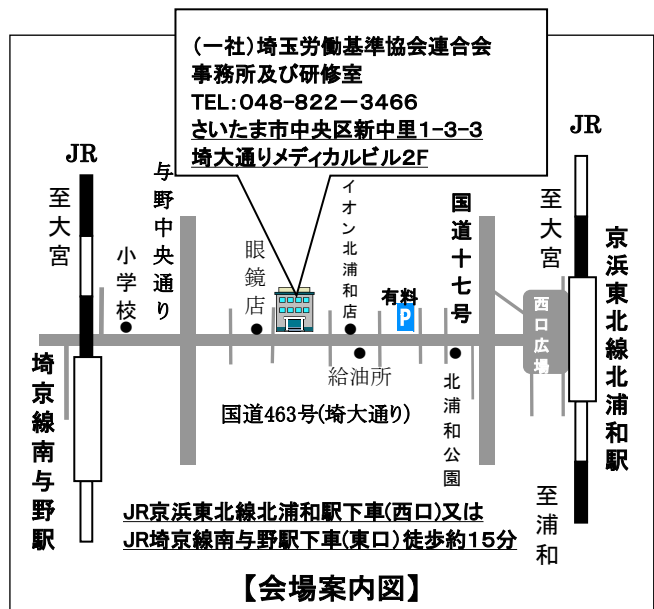 （一社）埼玉労働基準協会連合会
事務所及び研修室
TEL：048-822－3466
さいたま市中央区新中里1-3-3
埼大通りメディカルビル2F
JR
至大宮
小学校
与野中央通り
眼鏡店
イオン北浦和店
有料
P
国道十七号
JR
至大宮
西口広場
京浜東北線北浦和駅
埼京線南与野駅
給油所
北浦和公園
国道463号(埼大通り)
至浦和
JR京浜東北線北浦和駅下車(西口)又は
JR埼京線南与野駅下車(東口)徒歩約15分
【会場案内図】